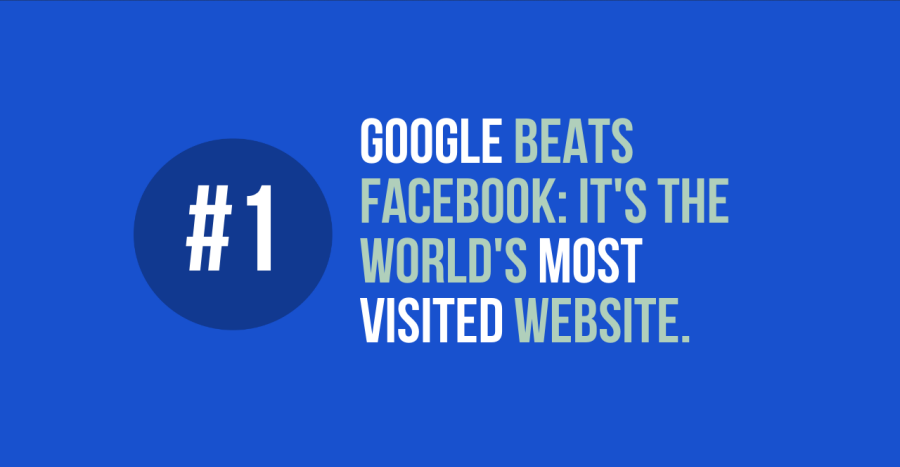 #1
GOOGLE BEATS
FACEBOOK: IT'S THE
WORLD'S MOST
VISITED WEBSITE.